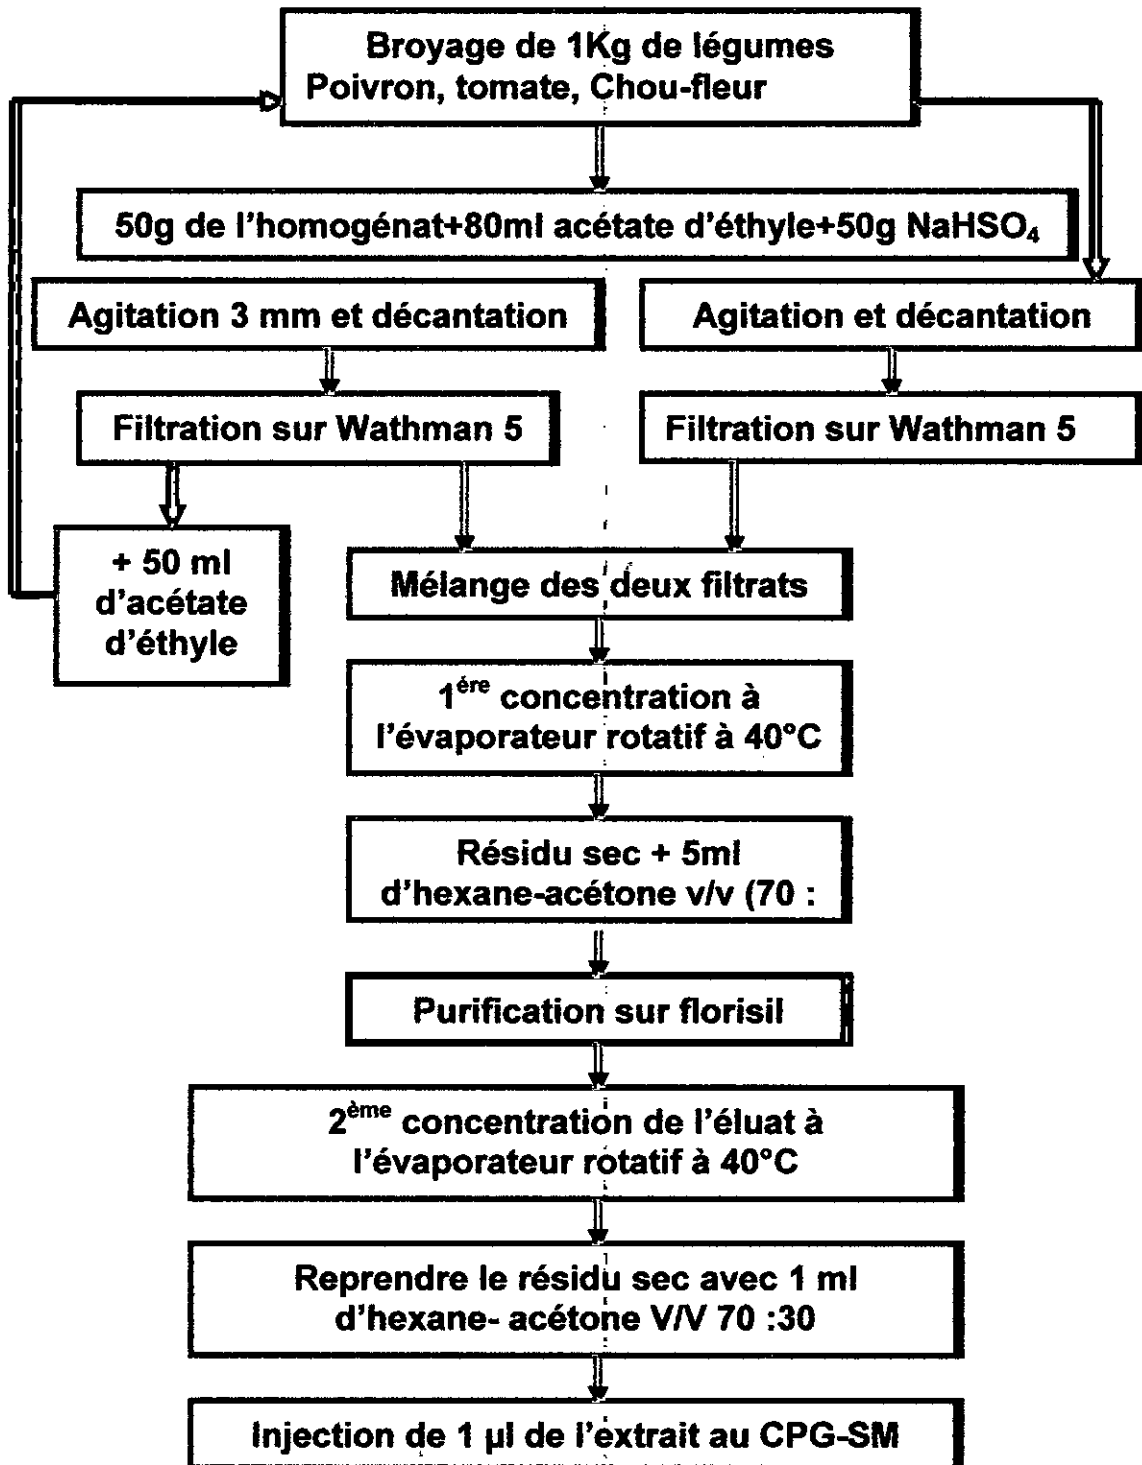 Broyage de 1Kg de légumes
Poivron, tomate, Chou-fleur
50g de l'homogénat+80ml acétate d'éthyle+50g NaHSO₄
Agitation 3 mm et décantation
Agitation et décantation
Filtration sur Wathman 5
Filtration sur Wathman 5
+ 50 ml
d'acétate
d'éthyle
Mélange des deux filtrats
1ére concentration à
l'évaporateur rotatif à 40°C
Résidu sec + 5ml
d'hexane-acétone v/v (70 :
Purification sur florisil
2ème concentration de l'éluat à
l'évaporateur rotatif à 40°C
Reprendre le résidu sec avec 1 ml
d'hexane- acétone V/V 70 :30
Injection de 1 µl de l'extrait au CPG-SM